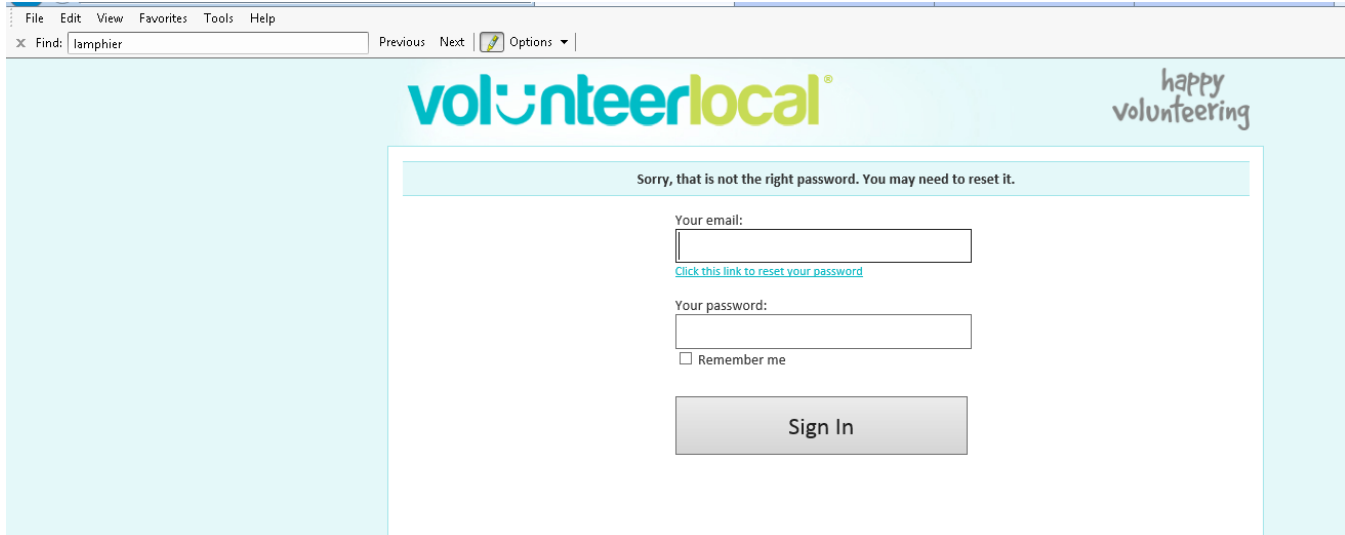 File Edit View Favorites Tools Help
x Find: lamphier Previous Next Options
volunteerlocal®
happy
volunteering
Sorry, that is not the right password. You may need to reset it.
Your email:
Click this link to reset your password
Your password:
Remember me
Sign In